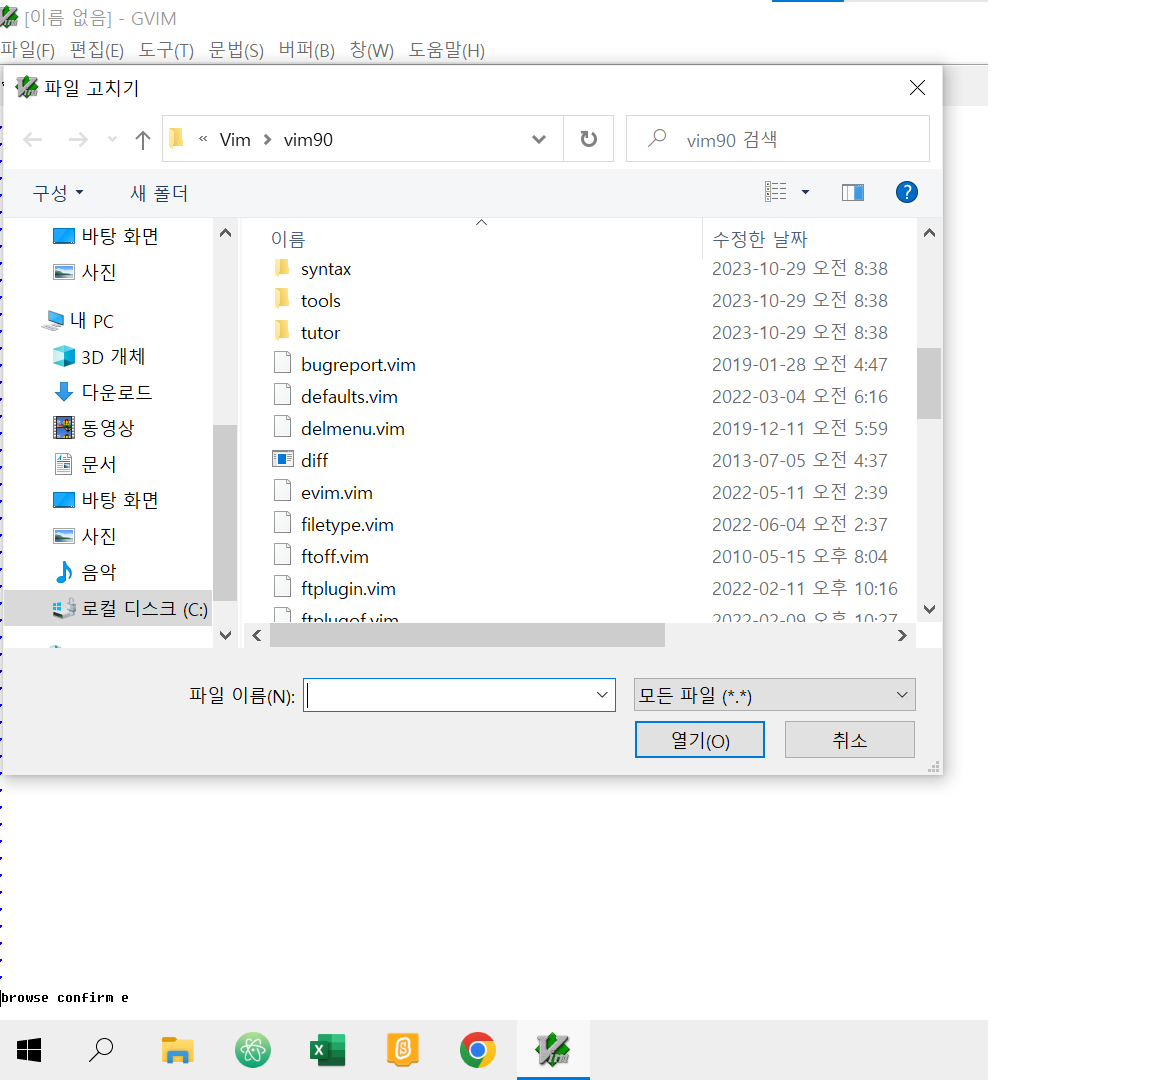 [이름 없음] - GVIM
파일(F) 편집(E) 도구(T) 문법(S) 버퍼(B) 창(W) 도움말(H)
파일 고치기
« Vim > vim90
vim90 검색
구성 새 폴더
바탕 화면
사진
내 PC
3D 개체
다운로드
동영상
문서
바탕 화면
사진
음악
로컬 디스크 (C:)
이름 수정한 날짜
syntax 2023-10-29 오전 8:38
tools 2023-10-29 오전 8:38
tutor 2023-10-29 오전 8:38
bugreport.vim 2019-01-28 오전 4:47
defaults.vim 2022-03-04 오전 6:16
delmenu.vim 2019-12-11 오전 5:59
diff 2013-07-05 오전 4:37
evim.vim 2022-05-11 오전 2:39
filetype.vim 2022-06-04 오전 2:37
ftoff.vim 2010-05-15 오후 8:04
ftplugin.vim 2022-02-11 오후 10:16
ftplugof.vim 2022-02-09 오후 10:27
파일 이름(N): 모든 파일 (*.*)
열기(O) 취소
browse confirm e